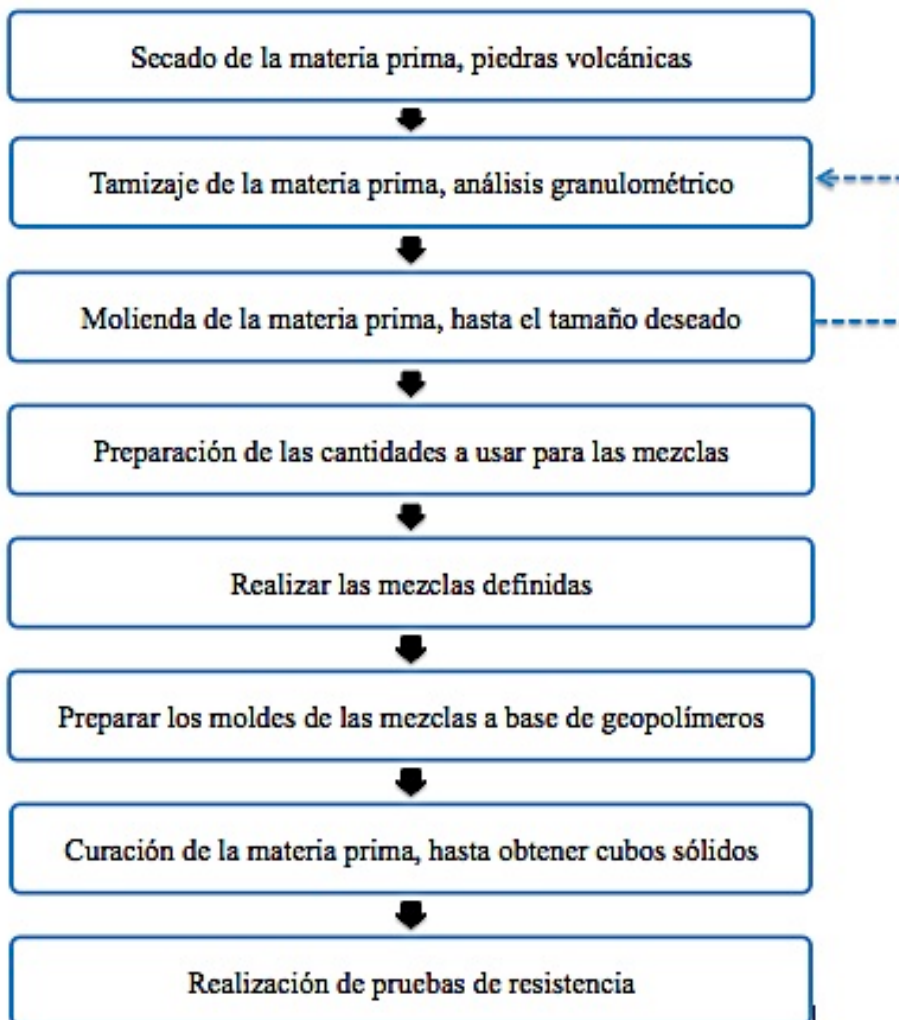 Secado de la materia prima, piedras volcánicas
Tamizaje de la materia prima, análisis granulométrico
Molienda de la materia prima, hasta el tamaño deseado
Preparación de las cantidades a usar para las mezclas
Realizar las mezclas definidas
Preparar los moldes de las mezclas a base de geopolímeros
Curación de la materia prima, hasta obtener cubos sólidos
Realización de pruebas de resistencia